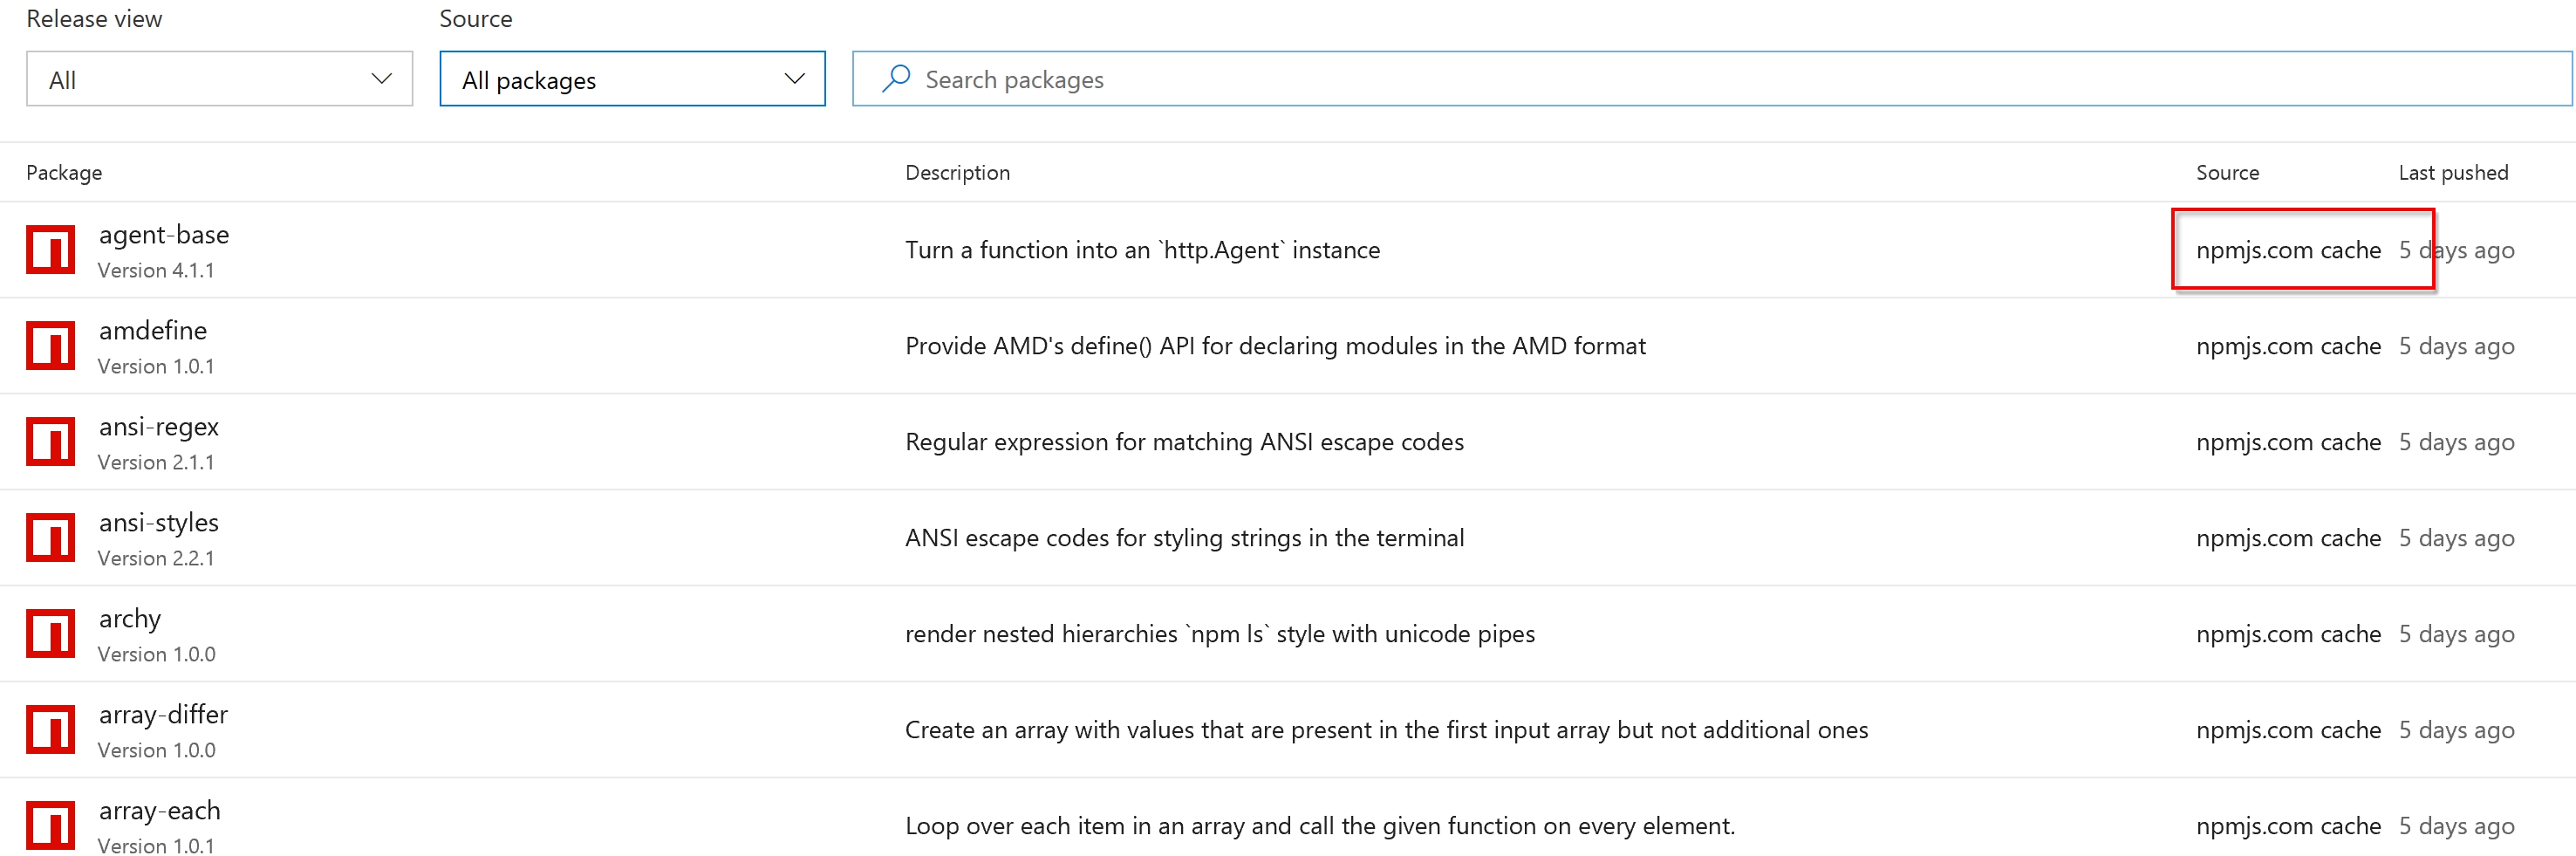 Release view
Source
All
All packages
Search packages
Package
Description
Source
Last pushed
agent-base
Version 4.1.1
Turn a function into an `http.Agent` instance
npmjs.com cache
5 days ago
amdefine
Version 1.0.1
Provide AMD's define() API for declaring modules in the AMD format
npmjs.com cache
5 days ago
ansi-regex
Version 2.1.1
Regular expression for matching ANSI escape codes
npmjs.com cache
5 days ago
ansi-styles
Version 2.2.1
ANSI escape codes for styling strings in the terminal
npmjs.com cache
5 days ago
archy
Version 1.0.0
render nested hierarchies `npm ls` style with unicode pipes
npmjs.com cache
5 days ago
array-differ
Version 1.0.0
Create an array with values that are present in the first input array but not additional ones
npmjs.com cache
5 days ago
array-each
Version 1.0.1
Loop over each item in an array and call the given function on every element.
npmjs.com cache
5 days ago